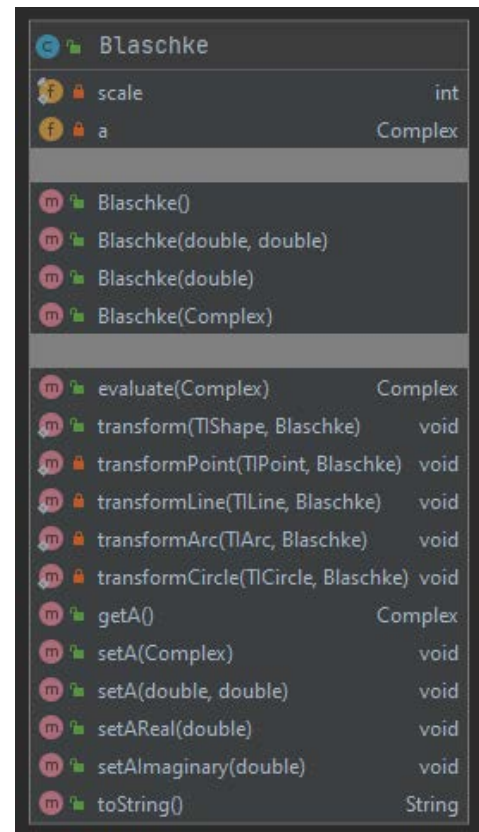 Blaschke
scale int
a Complex
Blaschke()
Blaschke(double, double)
Blaschke(double)
Blaschke(Complex)
evaluate(Complex) Complex
transform(TIShape, Blaschke) void
transformPoint(TIPoint, Blaschke) void
transformLine(TILine, Blaschke) void
transformArc(TIArc, Blaschke) void
transformCircle(TICircle, Blaschke) void
getA() Complex
setA(Complex) void
setA(double, double) void
setAReal(double) void
setAImaginary(double) void
toString() String